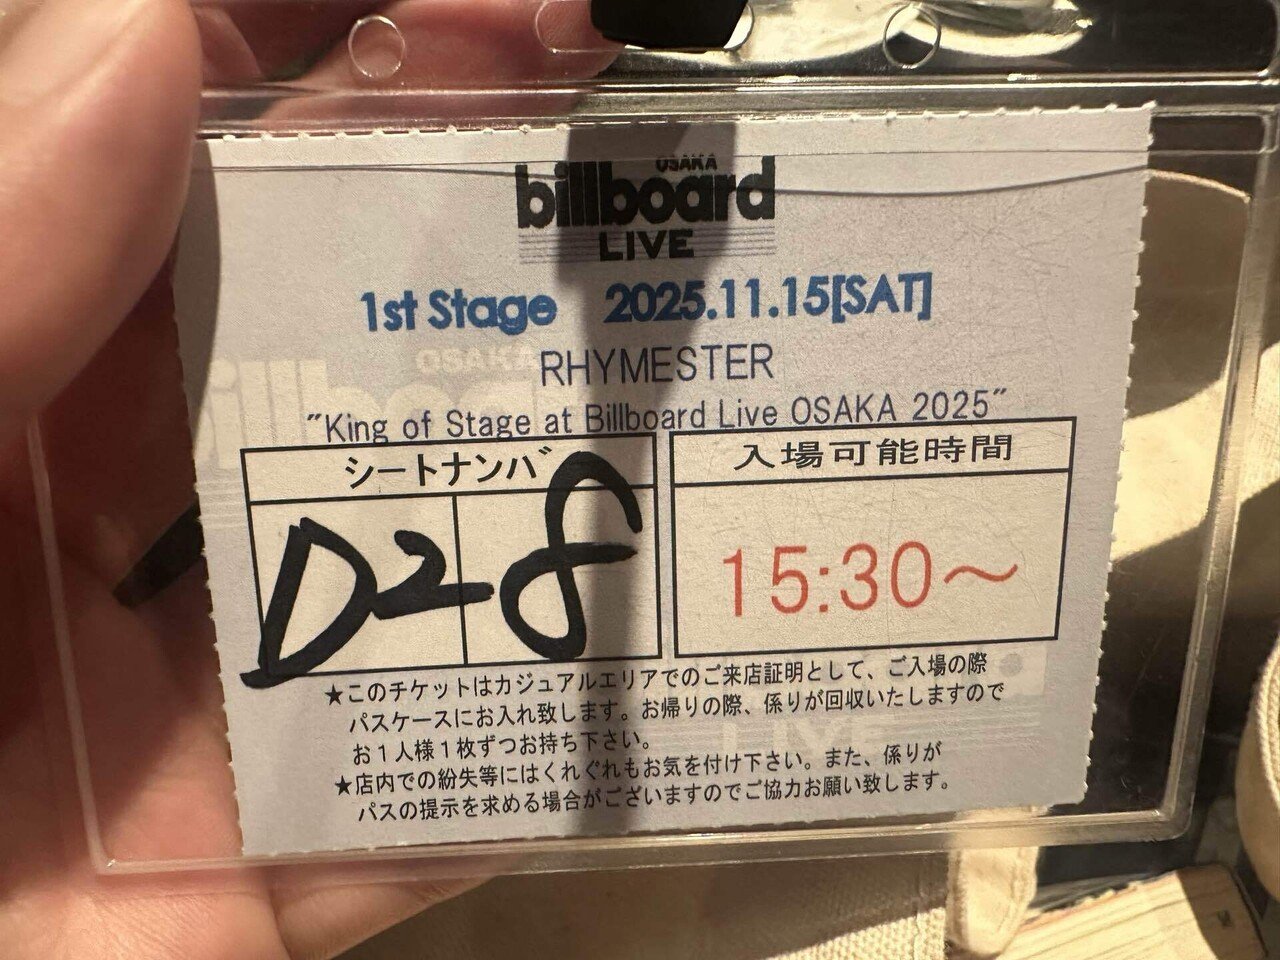 OSAKA
billboard
LIVE
1st Stage 2025.11.15[SAT]
RHYMESTER
"King of Stage at Billboard Live OSAKA 2025"
シートナンバー
入場可能時間
D2-8
15:30～
★このチケットはカジュアルエリアでのご来店証明として、ご入場の際
パスケースにお入れ致します。お帰りの際、係りが回収いたしますので
お1人様1枚ずつお持ち下さい。
★店内での紛失等にはくれぐれもお気を付け下さい。また、係りが
パスの提示を求める場合がございますのでご協力お願い致します。